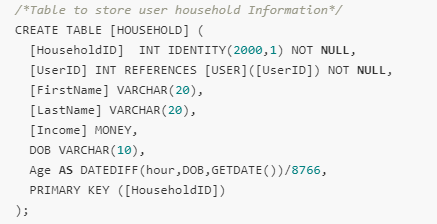 /*Table to store user household Information*/
CREATE TABLE [HOUSEHOLD] (
[HouseholdID]  INT IDENTITY(2000,1) NOT NULL,
[UserID] INT REFERENCES [USER]([UserID]) NOT NULL,
[FirstName] VARCHAR(20),
[LastName] VARCHAR(20),
[Income] MONEY,
DOB VARCHAR(10),
Age AS DATEDIFF(hour,DOB,GETDATE())/8766,
PRIMARY KEY ([HouseholdID])
);